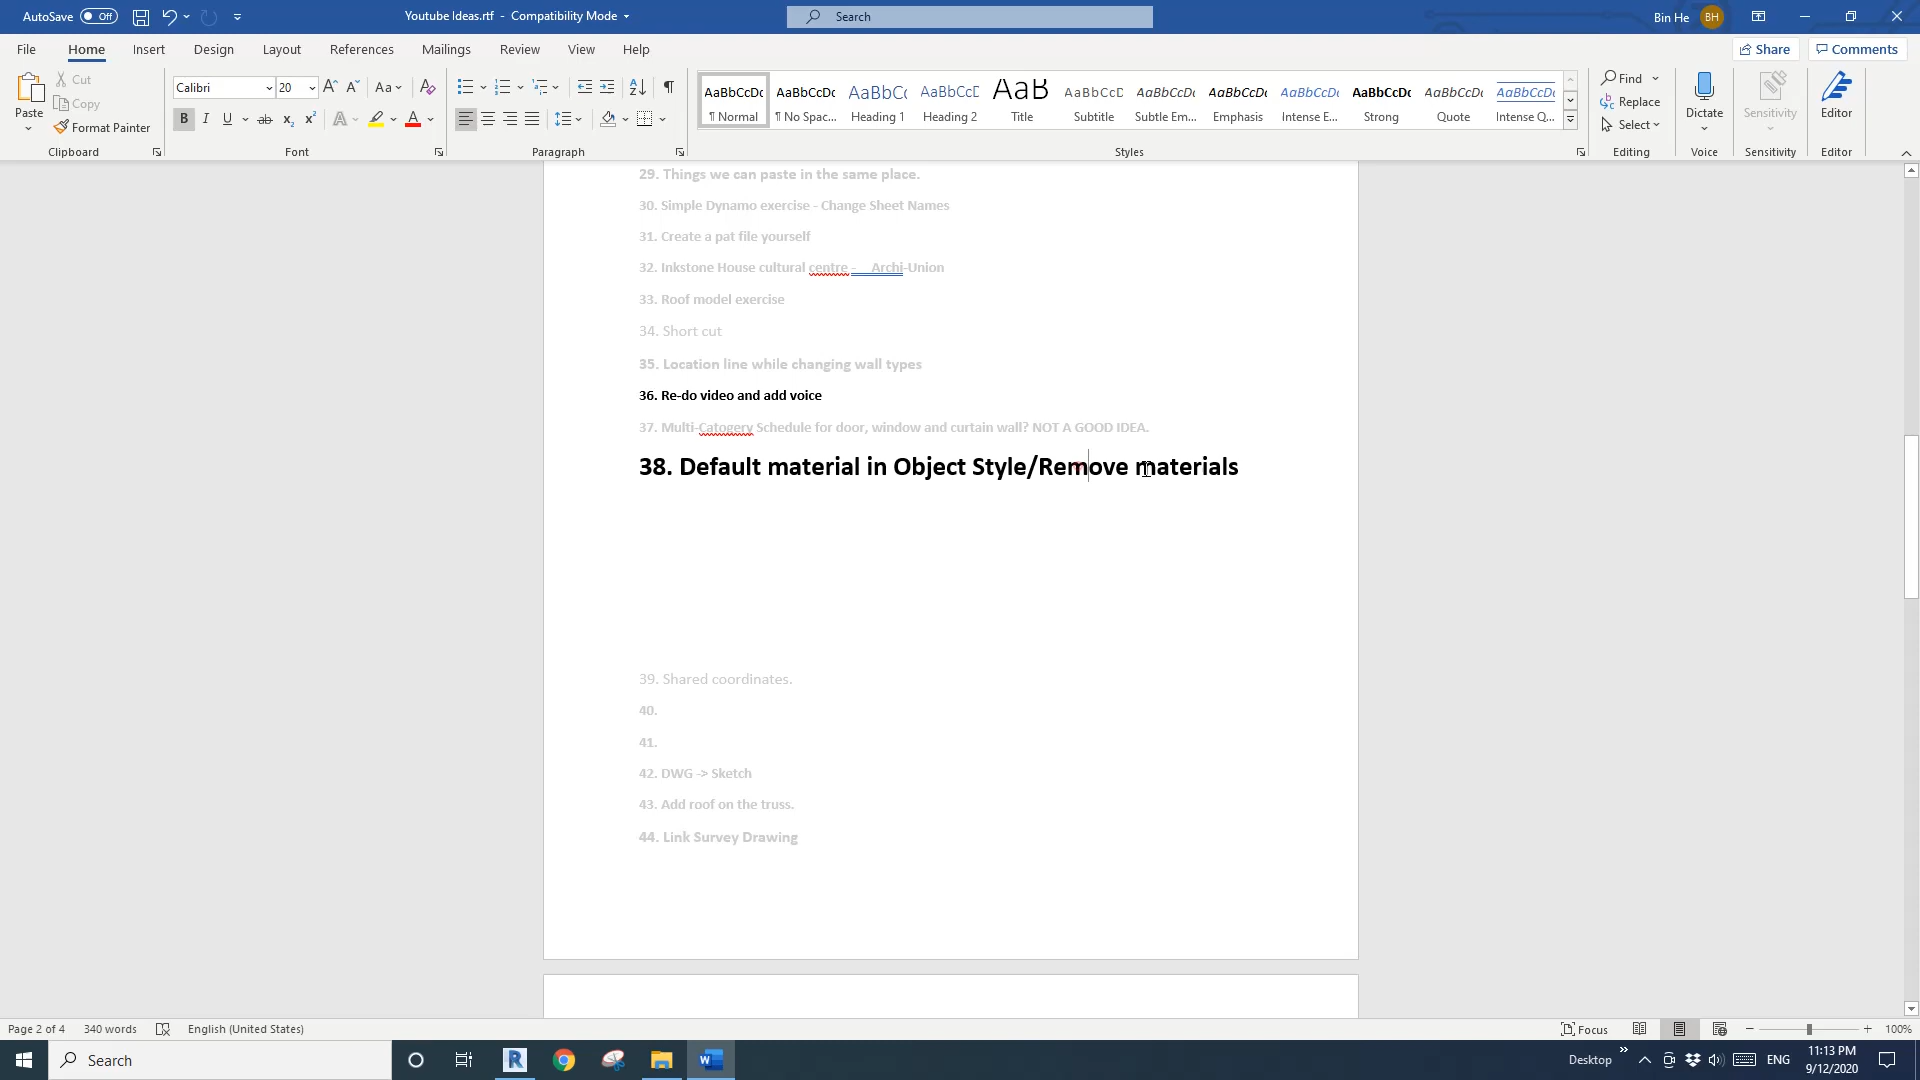 AutoSave Off Youtube Ideas.rtf - Compatibility Mode Search Bin He BH
File Home Insert Design Layout References Mailings Review View Help Share Comments
Paste Cut Copy Format Painter
Calibri 20 Aa
AaBbCcDc AaBbCcDc AaBbCc AaBbCcD AaB AaBbCcD AaBbCcDc AaBbCcDc AaBbCcDc AaBbCcDc AaBbCcDc AaBbCcDc
¶ Normal ¶ No Spac... Heading 1 Heading 2 Title Subtitle Subtle Em... Emphasis Intense E... Strong Quote Intense Q...
Find Replace Select Dictate Sensitivity Editor
Clipboard Font Paragraph Styles Editing Voice Sensitivity Editor
29. Things we can paste in the same place.
30. Simple Dynamo exercise - Change Sheet Names
31. Create a pat file yourself
32. Inkstone House cultural centre - Archi-Union
33. Roof model exercise
34. Short cut
35. Location line while changing wall types
36. Re-do video and add voice
37. Multi-Catogery Schedule for door, window and curtain wall? NOT A GOOD IDEA.
38. Default material in Object Style/Remove materials
39. Shared coordinates.
40.
41.
42. DWG -> Sketch
43. Add roof on the truss.
44. Link Survey Drawing
Page 2 of 4 340 words English (United States) Focus 100%
Search Desktop ENG 11:13 PM
9/12/2020